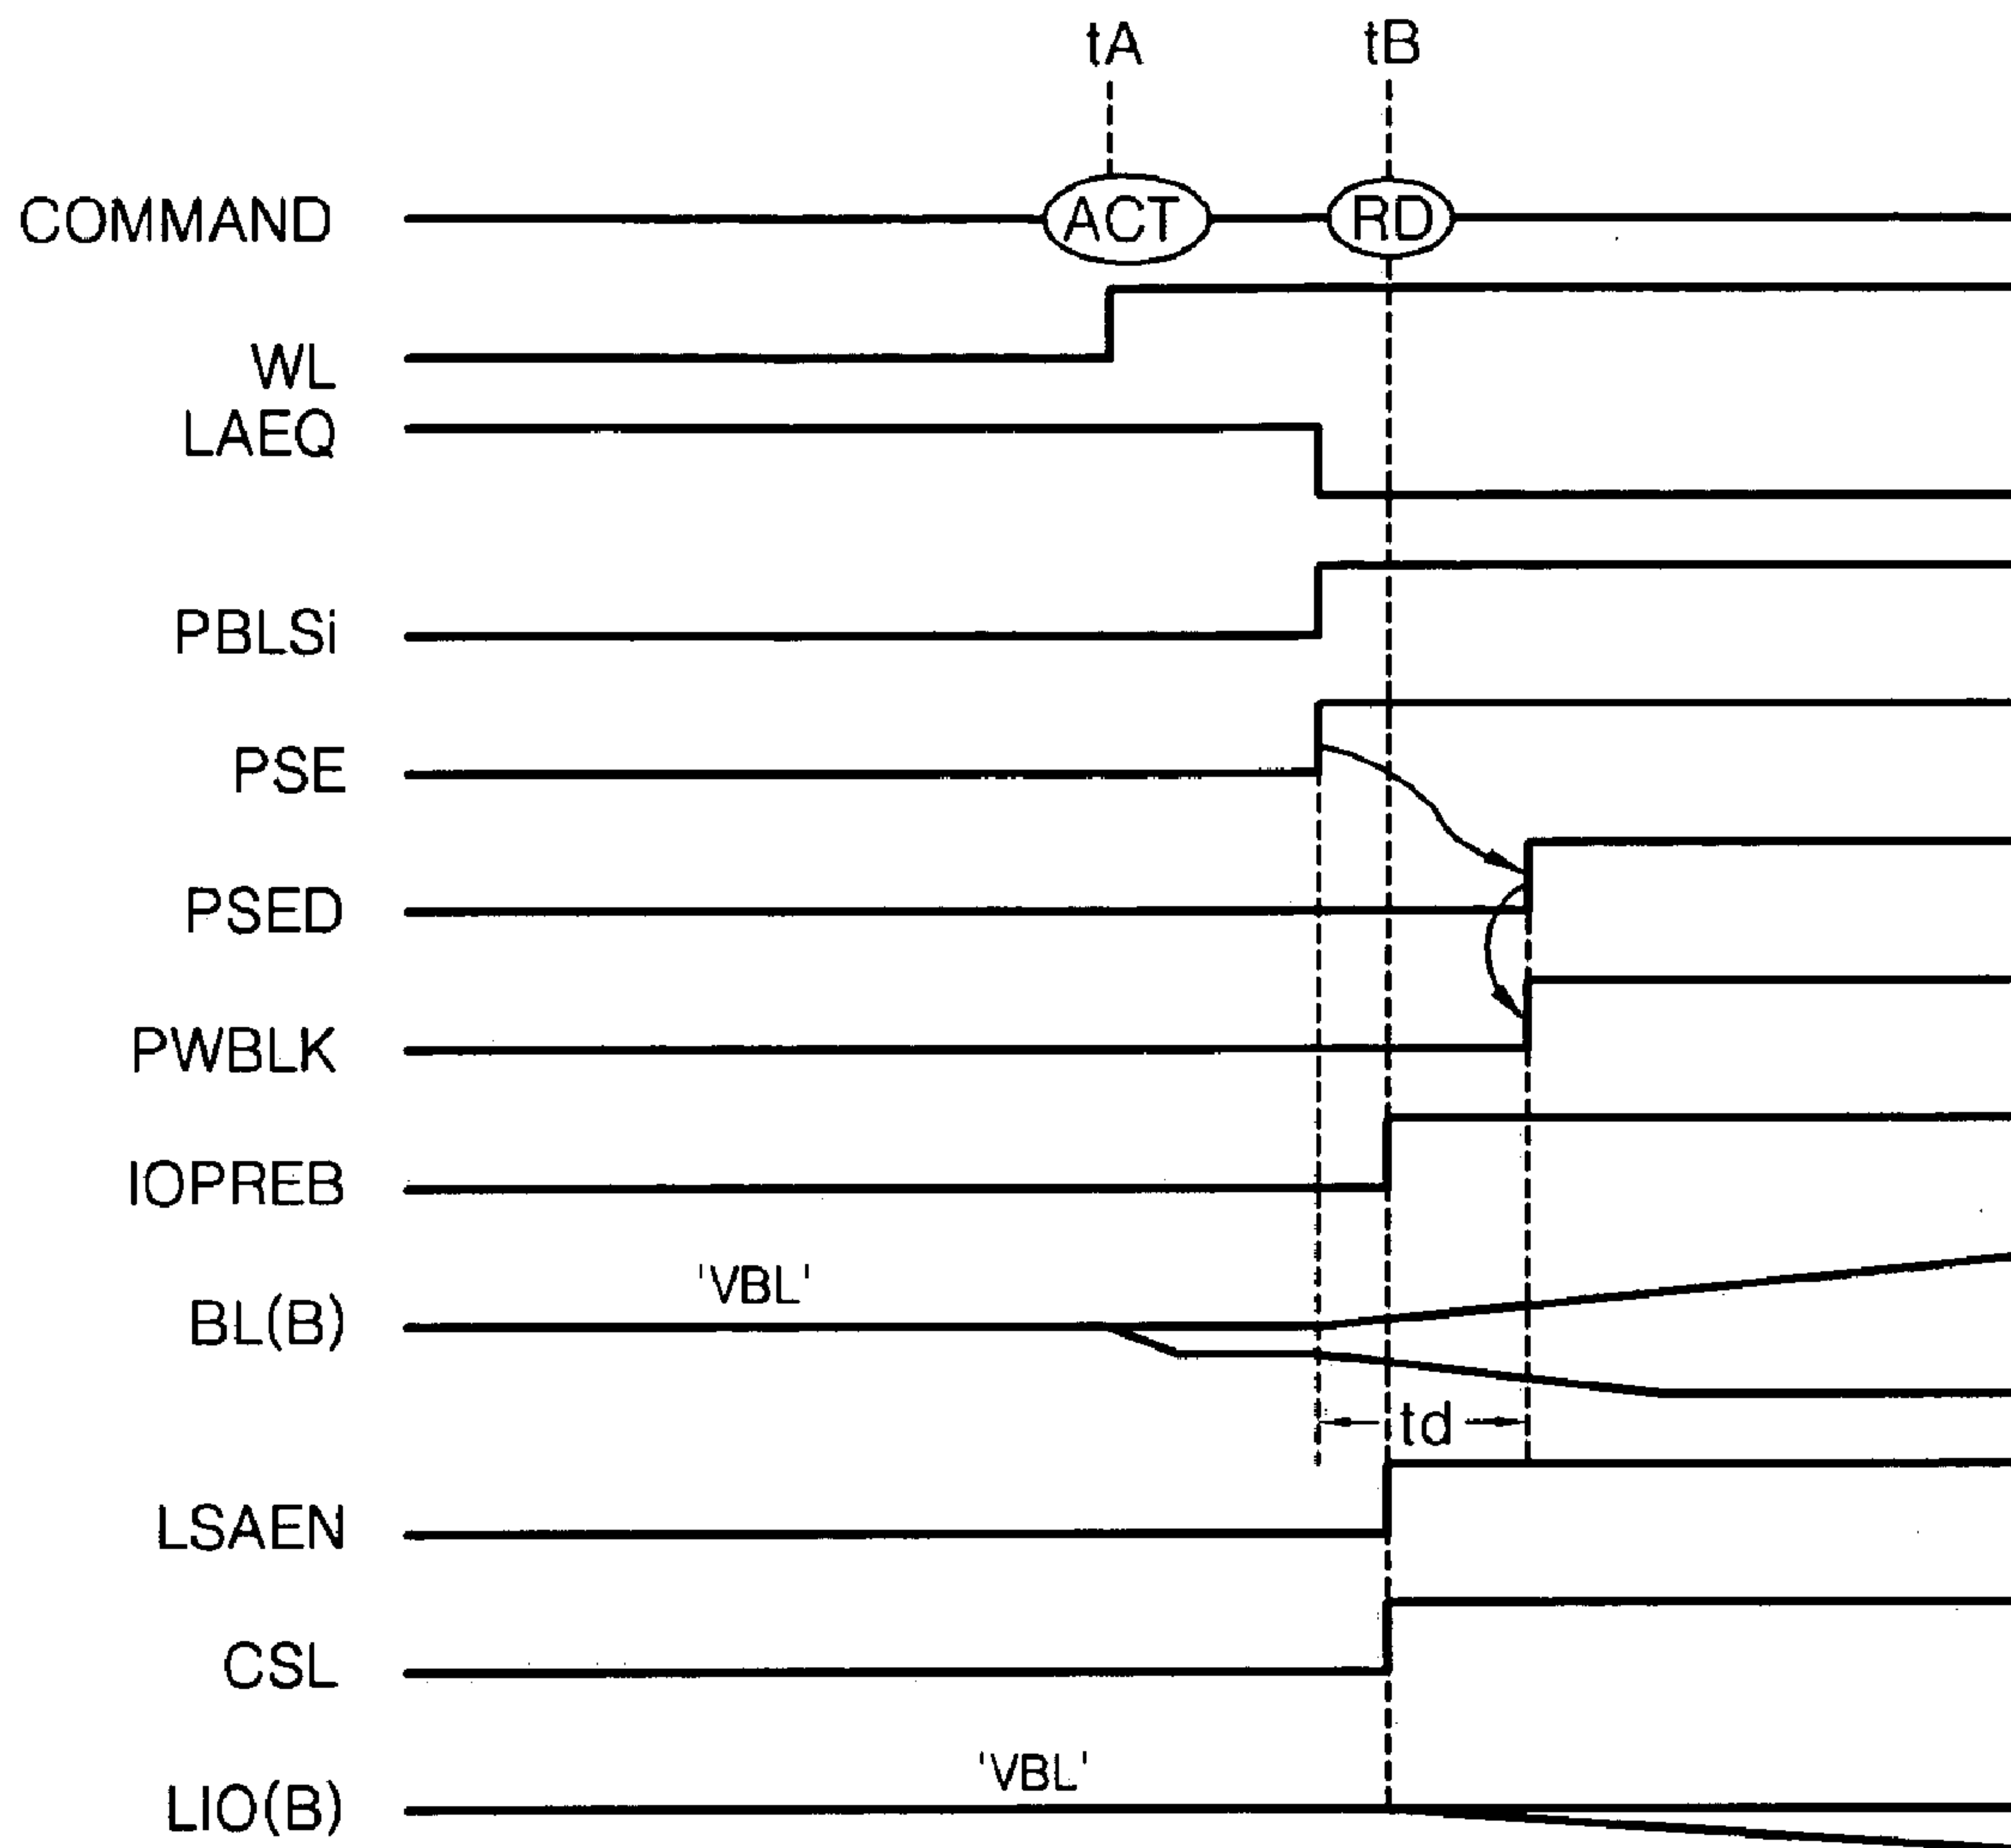 tA tB
COMMAND ACT RD
WL
LAEQ
PBLSi
PSE
PSED
PWBLK
IOPREB
'VBL'
BL(B)
td
LSAEN
CSL
'VBL'
LIO(B)